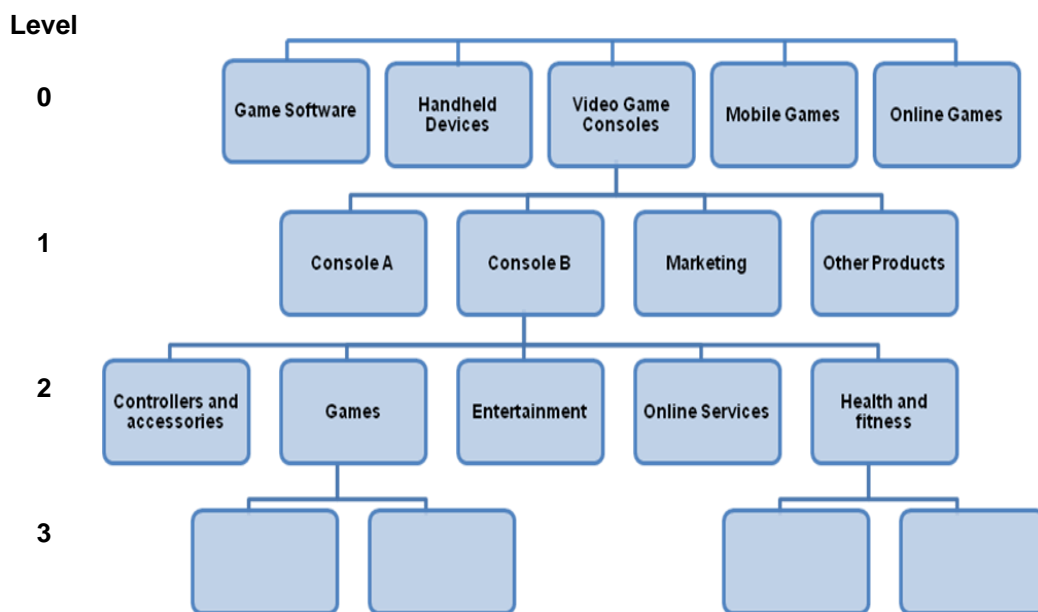 Level
0
Game Software
Handheld
Devices
Video Game
Consoles
Mobile Games
Online Games
1
Console A
Console B
Marketing
Other Products
2
Controllers and
accessories
Games
Entertainment
Online Services
Health and
fitness
3